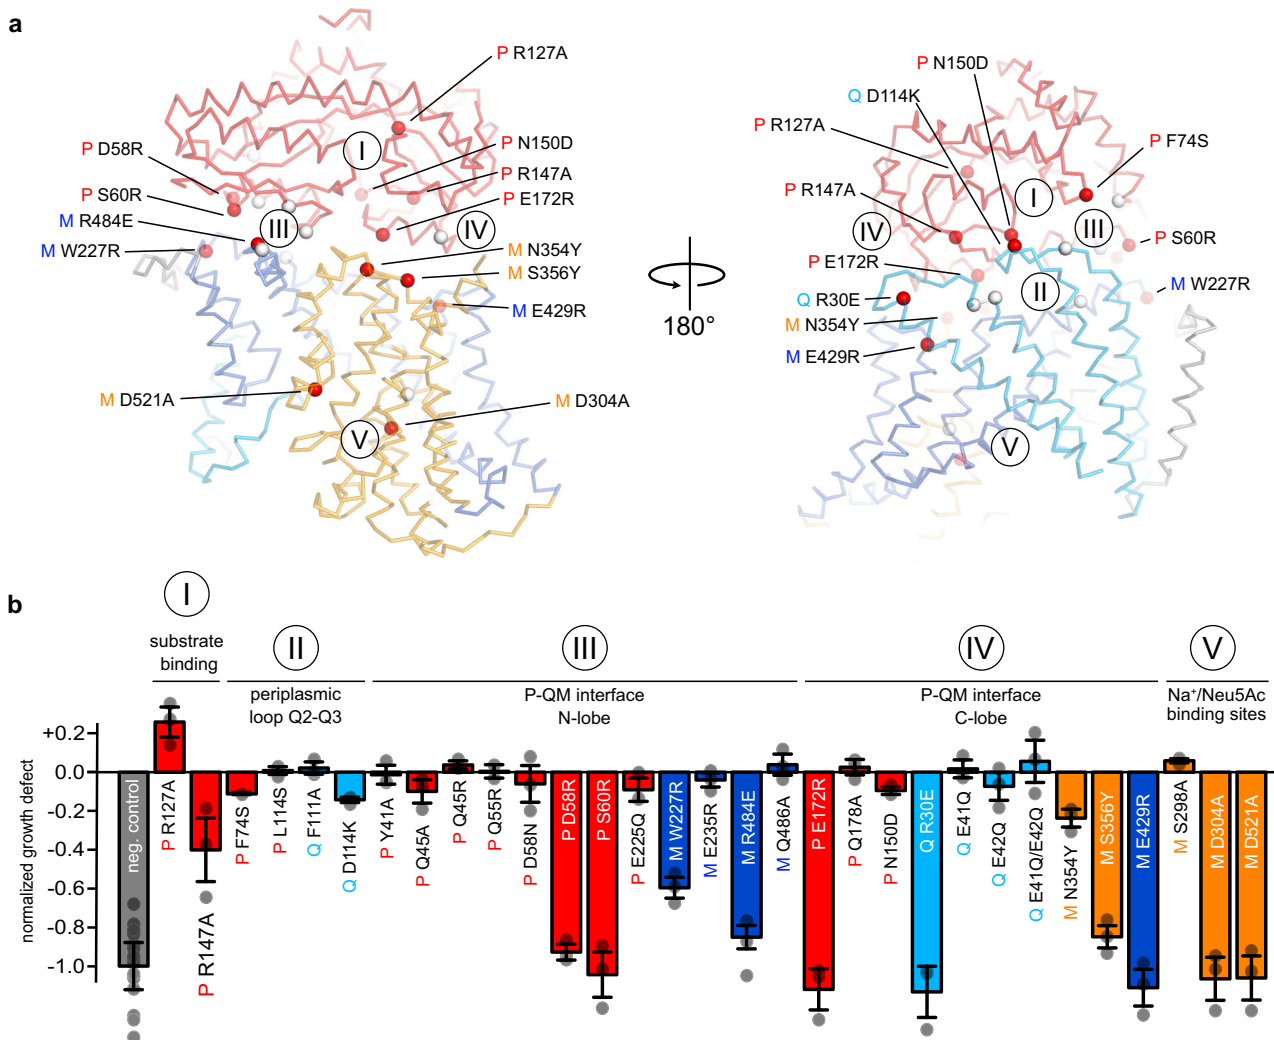 a
P R127A
P N150D
P R147A
P E172R
P D58R
P S60R
M R484E
M W227R
M N354Y
M S356Y
M E429R
M D521A
M D304A
I
III
IV
V
180°
P N150D
Q D114K
P R127A
P F74S
P R147A
P S60R
P E172R
M W227R
Q R30E
M N354Y
M E429R
I
III
IV
II
V
b
I
II
III
IV
V
substrate
binding
periplasmic
loop Q2-Q3
P-QM interface
N-lobe
P-QM interface
C-lobe
Na⁺/Neu5Ac
binding sites
normalized growth defect
+0.2
0.0
-0.2
-0.4
-0.6
-0.8
-1.0
neg. control
P R127A
P R147A
P F74S
P L114S
Q F111A
Q D114K
P Y41A
P Q45A
P Q45R
P Q55R
P D58N
P D58R
P S60R
P E225Q
M W227R
M E235R
M R484E
M Q486A
P E172R
P Q178A
P N150D
Q R30E
Q E41Q
Q E42Q
Q E41Q/E42Q
M N354Y
M S356Y
M E429R
M S298A
M D304A
M D521A